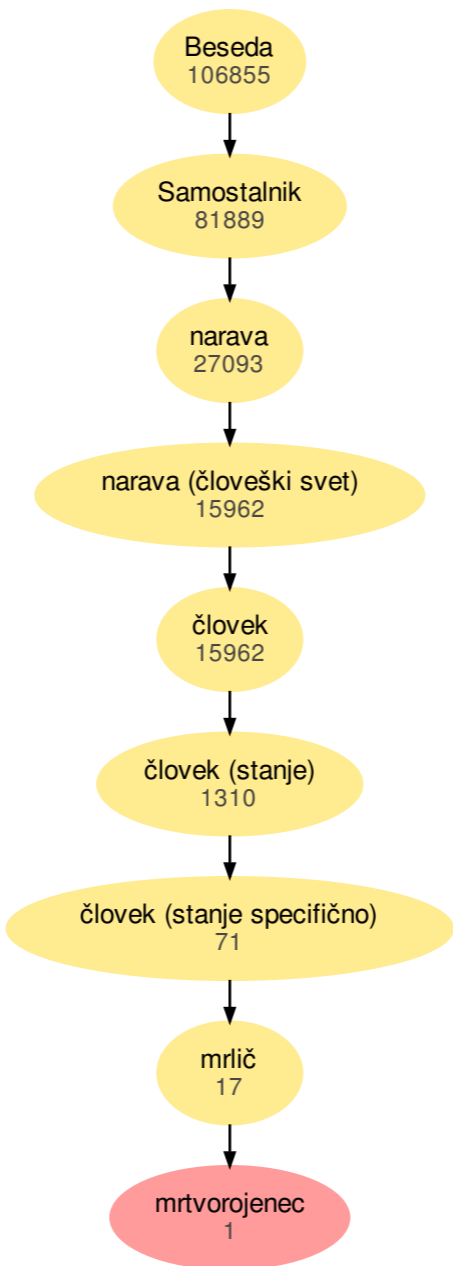 Beseda
106855
Samostalnik
81889
narava
27093
narava (človeški svet)
15962
človek
15962
človek (stanje)
1310
človek (stanje specifično)
71
mrlič
17
mrtvorojenec
1